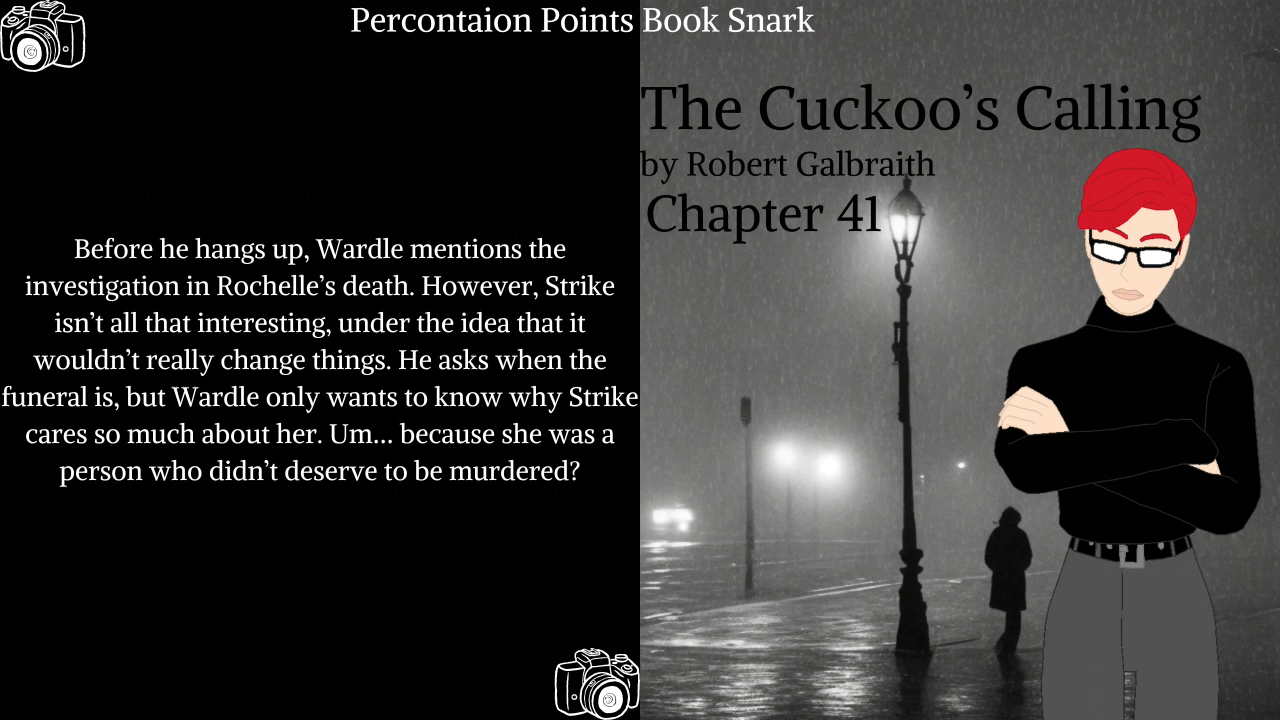 Percontaion Points Book Snark
The Cuckoo's Calling
by Robert Galbraith
Chapter 41
Before he hangs up, Wardle mentions the
investigation in Rochelle's death. However, Strike
isn't all that interesting, under the idea that it
wouldn't really change things. He asks when the
funeral is, but Wardle only wants to know why Strike
cares so much about her. Um... because she was a
person who didn't deserve to be murdered?